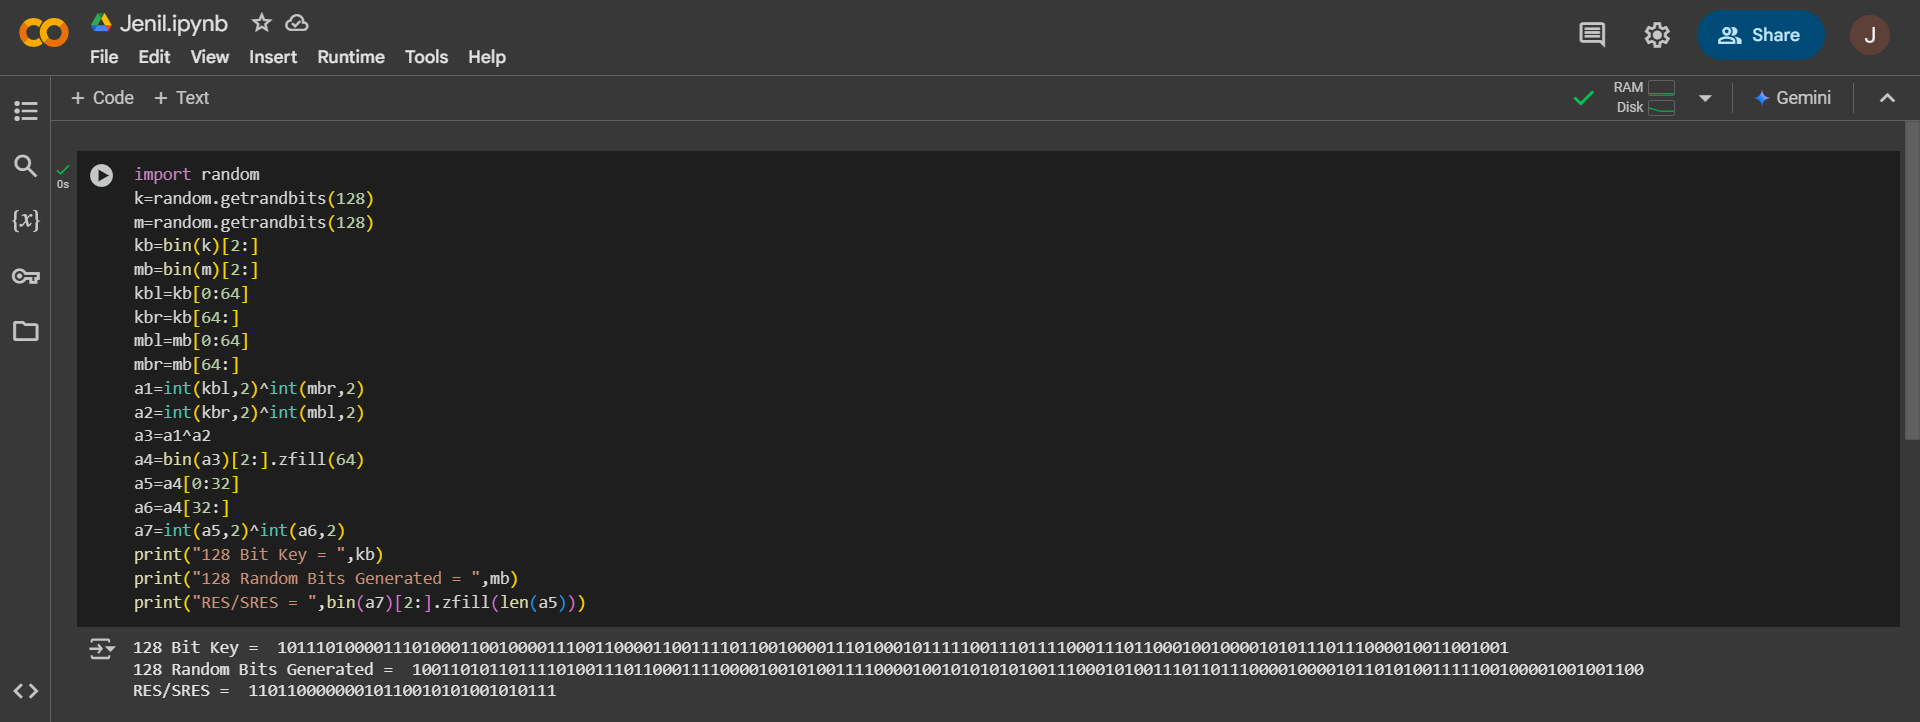 Jenil.ipynb
File Edit View Insert Runtime Tools Help
Share
J
+ Code + Text
RAM
Disk
Gemini
{x}
0s
import random
k=random.getrandbits(128)
m=random.getrandbits(128)
kb=bin(k)[2:]
mb=bin(m)[2:]
kbl=kb[0:64]
kbr=kb[64:]
mbl=mb[0:64]
mbr=mb[64:]
a1=int(kbl,2)^int(mbr,2)
a2=int(kbr,2)^int(mbl,2)
a3=a1^a2
a4=bin(a3)[2:].zfill(64)
a5=a4[0:32]
a6=a4[32:]
a7=int(a5,2)^int(a6,2)
print("128 Bit Key = ",kb)
print("128 Random Bits Generated = ",mb)
print("RES/SRES = ",bin(a7)[2:].zfill(len(a5)))
128 Bit Key =  10111010000111010001100100001110011000011001111011001000011101000101111100111011110001110110001001000010101110111000010011001001
128 Random Bits Generated =  10011010110111101001110110001111000010010100111100001001010101010011100010100111011011100001000010110101001111100100001001001100
RES/SRES =  11011000000010110010101001010111